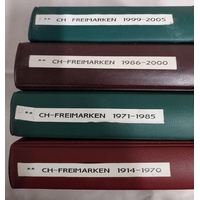 ** CH-FREIMARKEN 1999-2005
** CH-FREIMARKEN 1986-2000
** CH-FREIMARKEN 1971-1985
** CH-FREIMARKEN 1914-1970